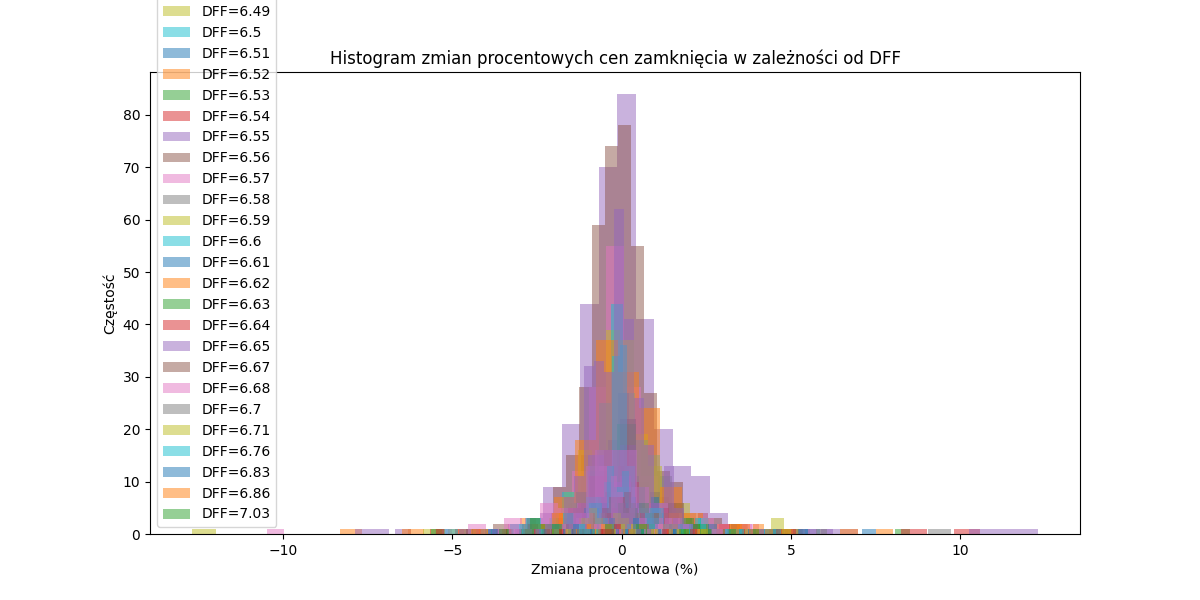 DFF=6.49
DFF=6.5
DFF=6.51
DFF=6.52
DFF=6.53
DFF=6.54
DFF=6.55
DFF=6.56
DFF=6.57
DFF=6.58
DFF=6.59
DFF=6.6
DFF=6.61
DFF=6.62
DFF=6.63
DFF=6.64
DFF=6.65
DFF=6.67
DFF=6.68
DFF=6.7
DFF=6.71
DFF=6.76
DFF=6.83
DFF=6.86
DFF=7.03
Histogram zmian procentowych cen zamknięcia w zależności od DFF
Częstość
80
70
60
50
40
30
20
10
0
−10
−5
0
5
10
Zmiana procentowa (%)